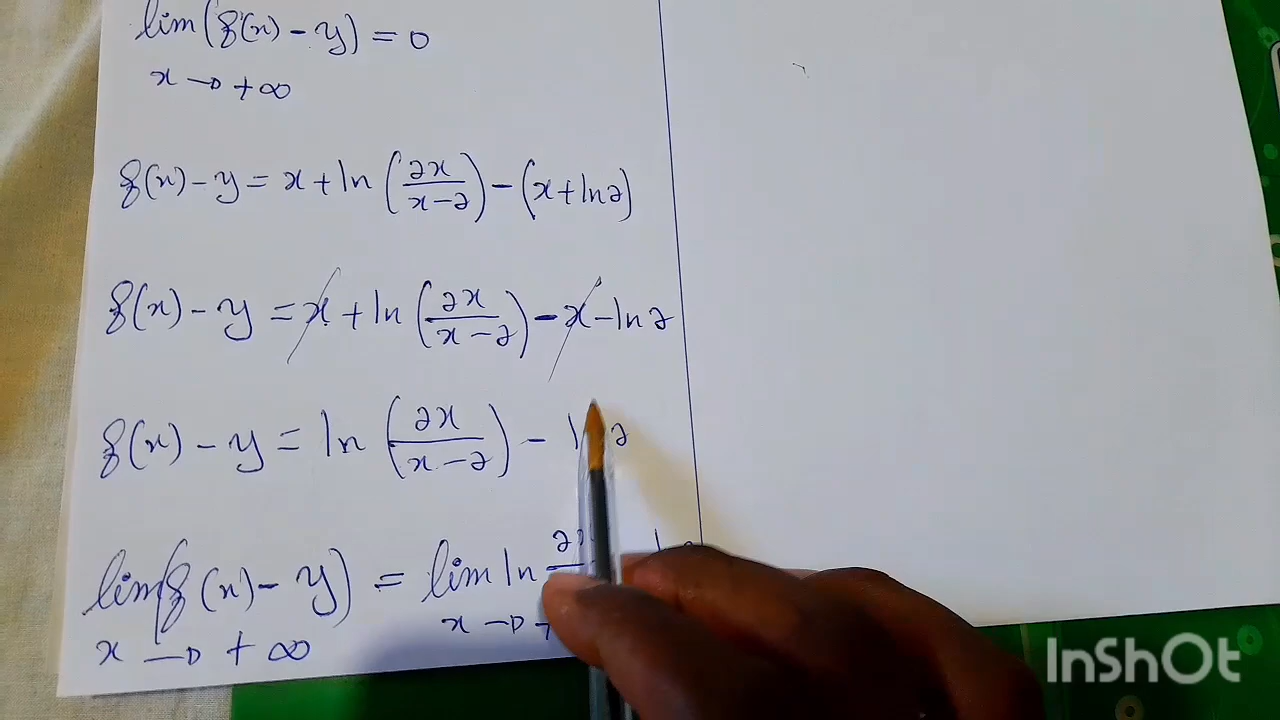 lim(f(x) - y) = 0
x → +∞
f(x) - y = x + ln(2x/(x-2)) - (x + ln2)
f(x) - y = x + ln(2x/(x-2)) - x - ln2
f(x) - y = ln(2x/(x-2)) - ln2
lim(f(x) - y) = lim ln
x → +∞ x → +
InShOt